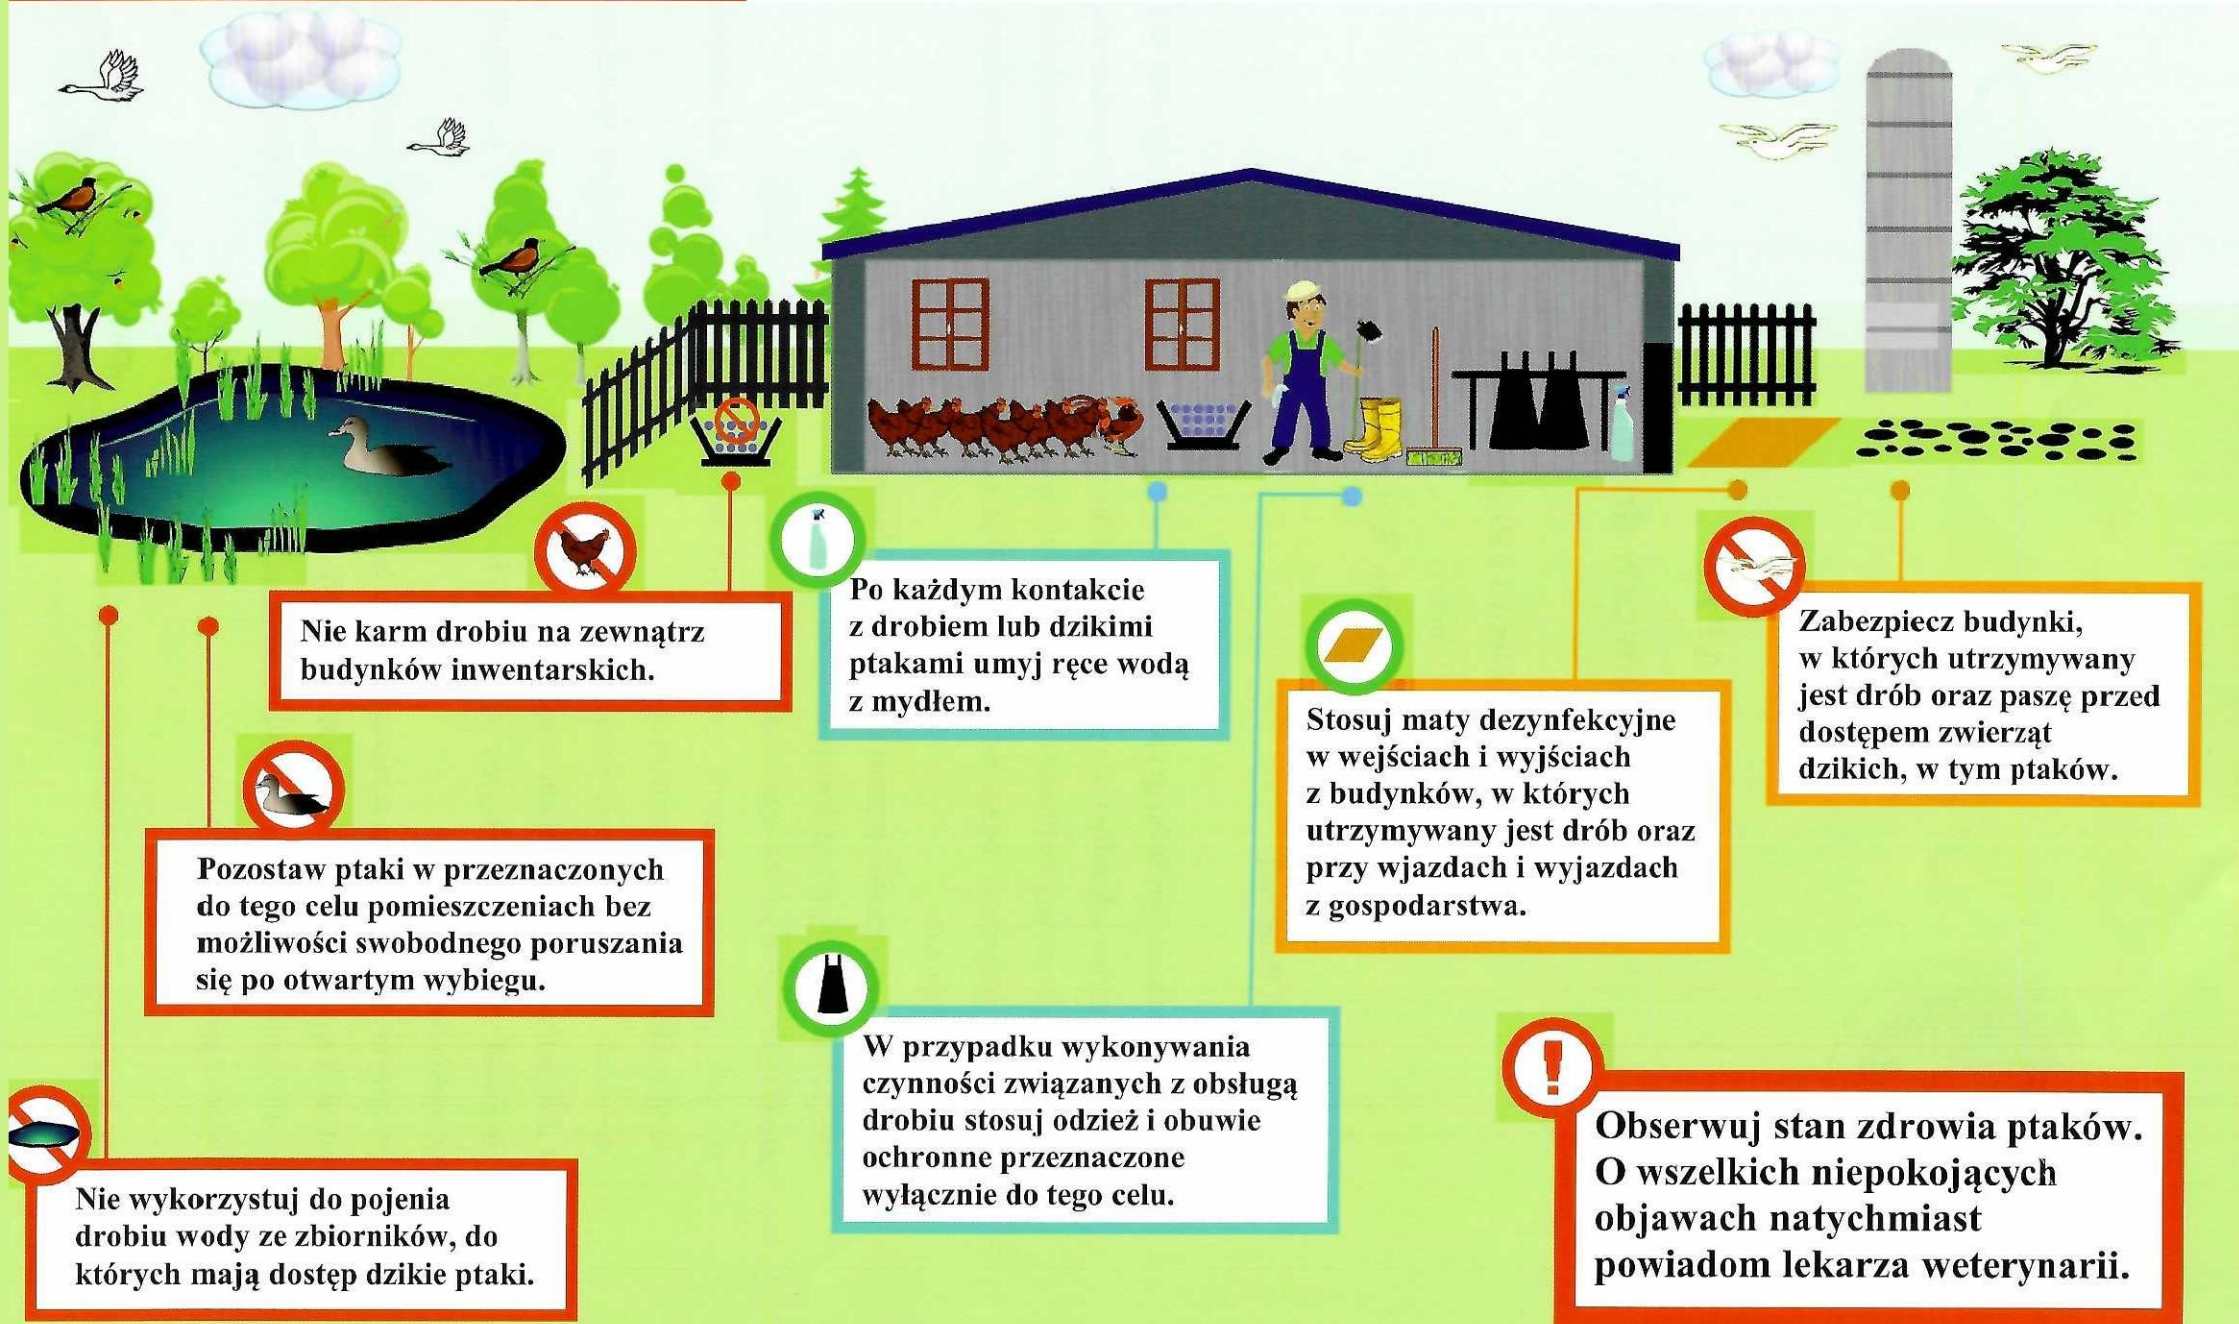 Nie karm drobiu na zewnątrz
budynków inwentarskich.
Po każdym kontakcie
z drobiem lub dzikimi
ptakami umyj ręce wodą
z mydłem.
Stosuj maty dezynfekcyjne
w wejściach i wyjściach
z budynków, w których
utrzymywany jest drób oraz
przy wjazdach i wyjazdach
z gospodarstwa.
Zabezpiecz budynki,
w których utrzymywany
jest drób oraz paszę przed
dostępem zwierząt
dzikich, w tym ptaków.
Pozostaw ptaki w przeznaczonych
do tego celu pomieszczeniach bez
możliwości swobodnego poruszania
się po otwartym wybiegu.
W przypadku wykonywania
czynności związanych z obsługą
drobiu stosuj odzież i obuwie
ochronne przeznaczone
wyłącznie do tego celu.
Nie wykorzystuj do pojenia
drobiu wody ze zbiorników, do
których mają dostęp dzikie ptaki.
!
Obserwuj stan zdrowia ptaków.
O wszelkich niepokojących
objawach natychmiast
powiadom lekarza weterynarii.